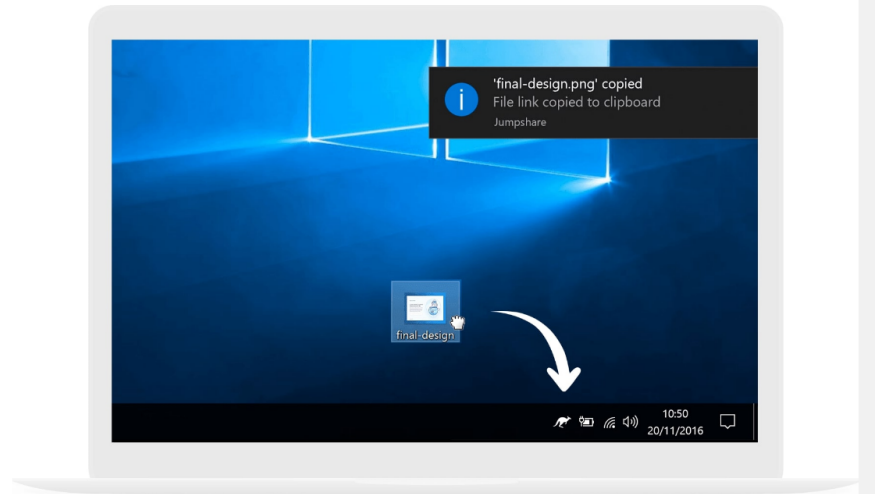 'final-design.png' copied
File link copied to clipboard
Jumpshare
final-design
10:50
20/11/2016